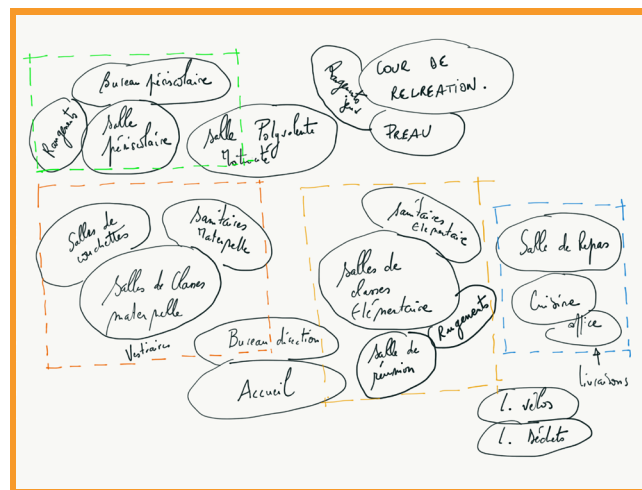 Bureau périscolaire
Rangements
Salle
périscolaire
Salle Polyvalente
Motricité
Rangements
jeux
COUR DE
RECREATION.
PREAU
Salles de
couchettes
Sanitaires
Maternelle
Salles de Classes
maternelle
Vestiaires
Bureau direction
Accueil
Sanitaires
Elementaire
Salles de
classes
Elémentaire
Rangements
Salle de
réunion
Salle de Repas
Cuisine
office
Livraisons
L. Vélos
L. Déchets